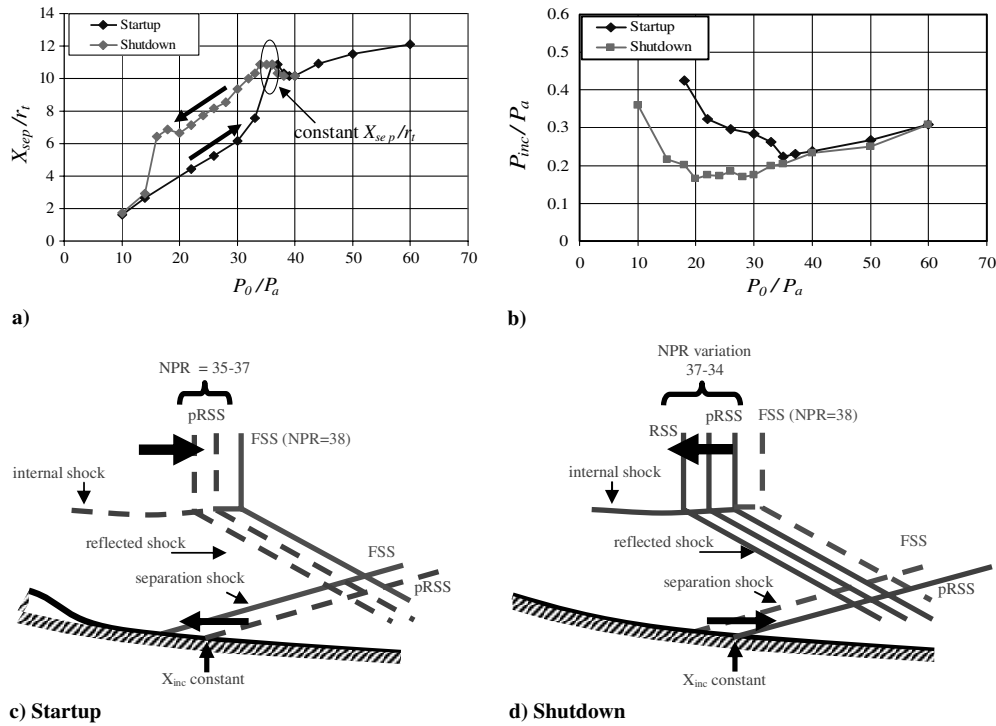 Startup
Shutdown
14
12
10
8
6
4
2
0
X_sep/r_t
constant X_sep/r_t
0 10 20 30 40 50 60 70
P_0/P_a
a)
Startup
Shutdown
0.6
0.5
0.4
0.3
0.2
0.1
0
P_inc/P_a
0 10 20 30 40 50 60 70
P_0/P_a
b)
NPR = 35-37
pRSS
FSS (NPR=38)
internal shock
reflected shock
separation shock
FSS
pRSS
X_inc constant
c) Startup
NPR variation
37-34
pRSS
RSS
FSS (NPR=38)
internal shock
reflected shock
separation shock
FSS
pRSS
X_inc constant
d) Shutdown